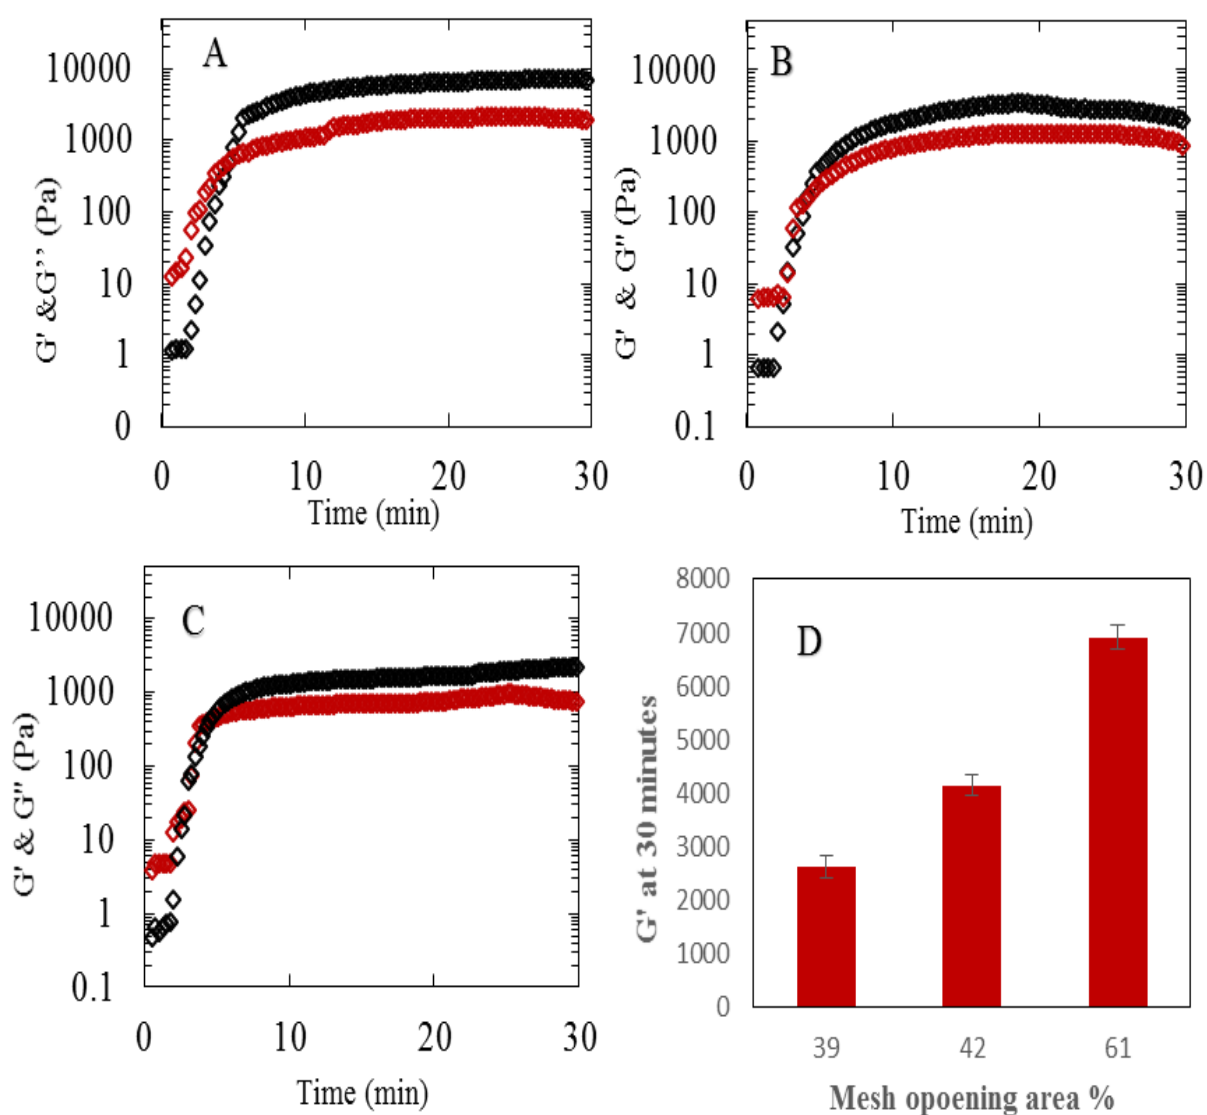 A
G' &G’’ (Pa)
10000
1000
100
10
1
0
0 10 20 30
Time (min)
B
G' & G" (Pa)
10000
1000
100
10
1
0.1
0 10 20 30
Time (min)
C
G' & G" (Pa)
10000
1000
100
10
1
0.1
0 10 20 30
Time (min)
D
G' at 30 minutes
8000
7000
6000
5000
4000
3000
2000
1000
0
39 42 61
Mesh opoening area %